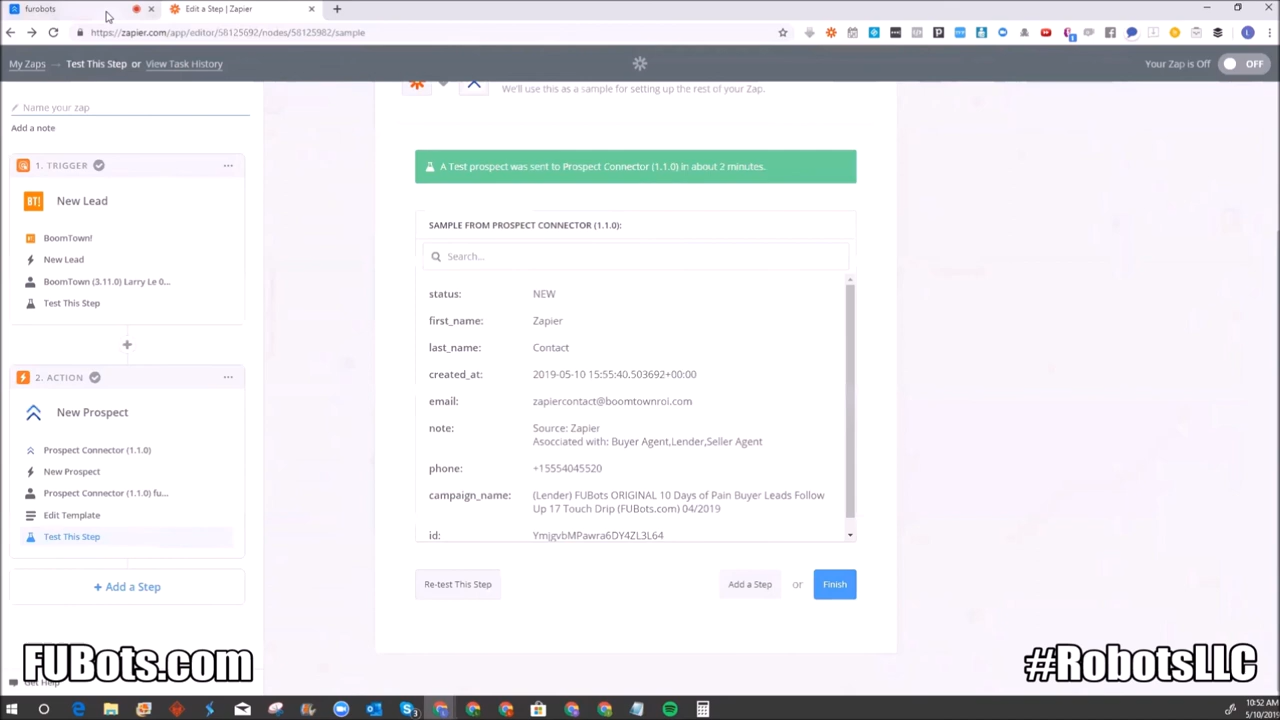 furobots
Edit a Step | Zapier
https://zapier.com/app/editor/58125692/nodes/58125982/sample
My Zaps → Test This Step or View Task History
Your Zap is Off OFF
We'll use this as a sample for setting up the rest of your Zap.
Name your zap
Add a note
1. TRIGGER
BT!
New Lead
BT!
BoomTown!
New Lead
BoomTown (3.11.0) Larry Le 0...
Test This Step
2. ACTION
New Prospect
Prospect Connector (1.1.0)
New Prospect
Prospect Connector (1.1.0) fu...
Edit Template
Test This Step
+ Add a Step
A Test prospect was sent to Prospect Connector (1.1.0) in about 2 minutes.
SAMPLE FROM PROSPECT CONNECTOR (1.1.0):
Search...
status: NEW
first_name: Zapier
last_name: Contact
created_at: 2019-05-10 15:55:40.503692+00:00
email: zapiercontact@boomtownroi.com
note: Source: Zapier
Asocciated with: Buyer Agent,Lender,Seller Agent
phone: +15554045520
campaign_name: (Lender) FUBots ORIGINAL 10 Days of Pain Buyer Leads Follow
Up 17 Touch Drip (FUBots.com) 04/2019
id: YmjgvbMPawra6DY4ZL3L64
Re-test This Step
Add a Step or Finish
FUBots.com
#RobotsLLC
Get Help
10:52 AM
5/10/2019